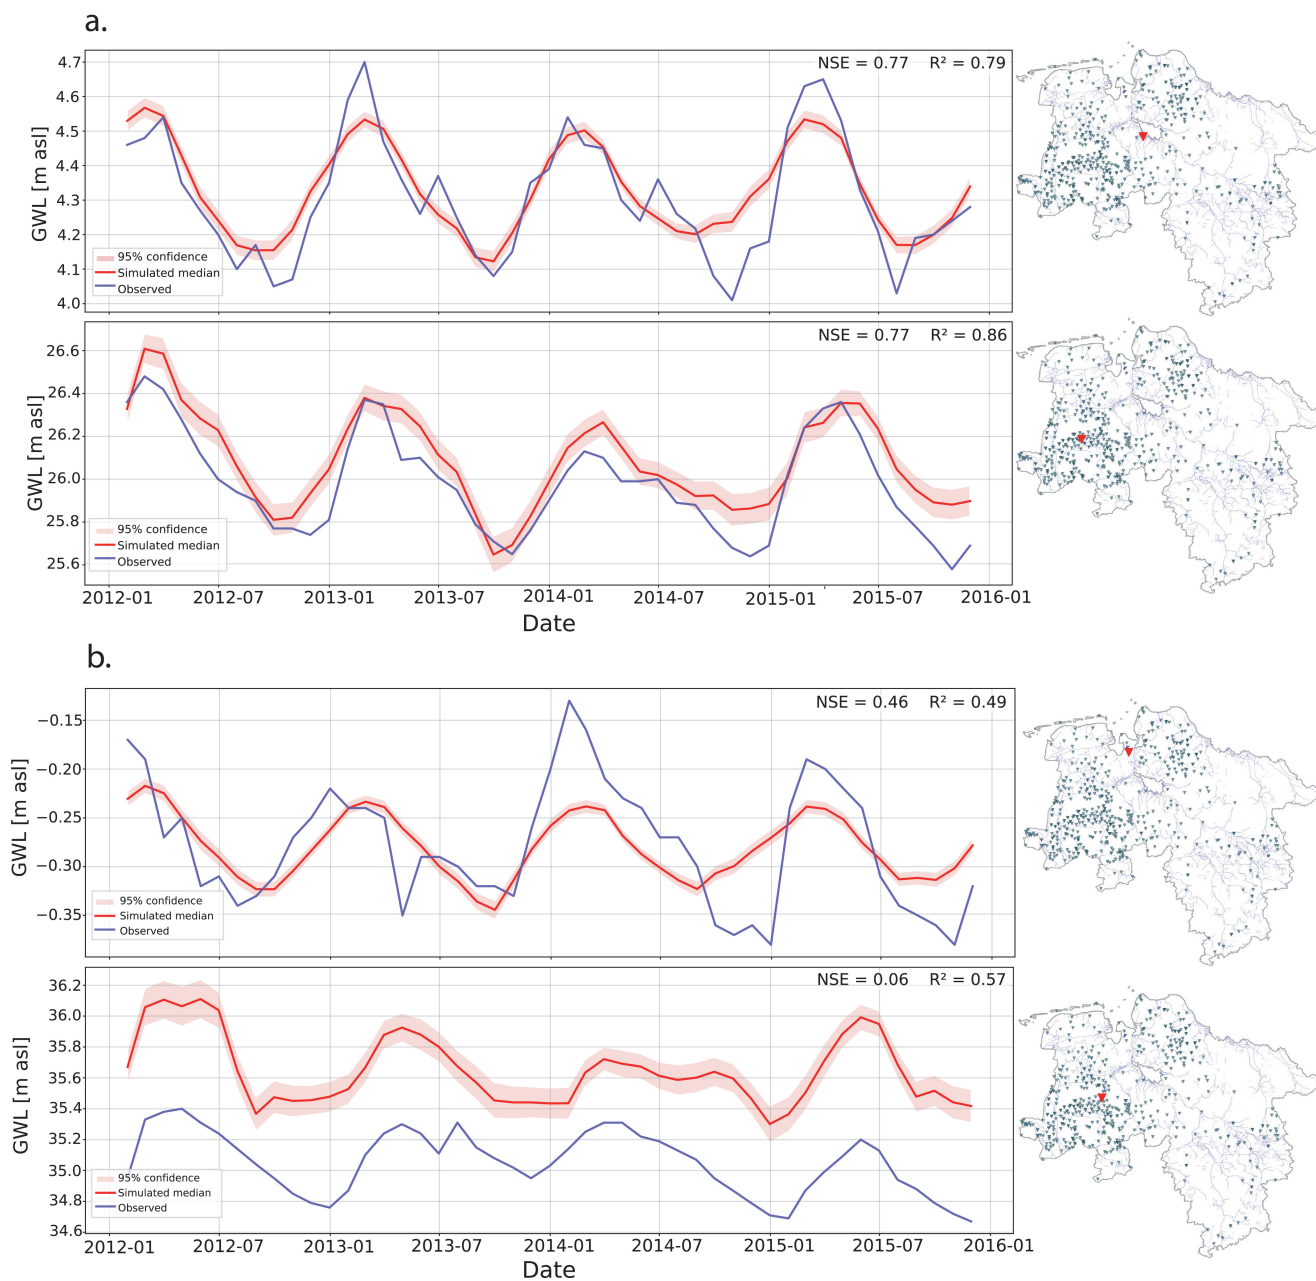 a.
NSE = 0.77 R² = 0.79
4.7
4.6
4.5
4.4
4.3
4.2
4.1
4.0
GWL [m asl]
95% confidence
Simulated median
Observed
NSE = 0.77 R² = 0.86
26.6
26.4
26.2
26.0
25.8
25.6
GWL [m asl]
95% confidence
Simulated median
Observed
2012-01 2012-07 2013-01 2013-07 2014-01 2014-07 2015-01 2015-07 2016-01
Date
b.
NSE = 0.46 R² = 0.49
−0.15
−0.20
−0.25
−0.30
−0.35
GWL [m asl]
95% confidence
Simulated median
Observed
NSE = 0.06 R² = 0.57
36.2
36.0
35.8
35.6
35.4
35.2
35.0
34.8
34.6
GWL [m asl]
95% confidence
Simulated median
Observed
2012-01 2012-07 2013-01 2013-07 2014-01 2014-07 2015-01 2015-07 2016-01
Date